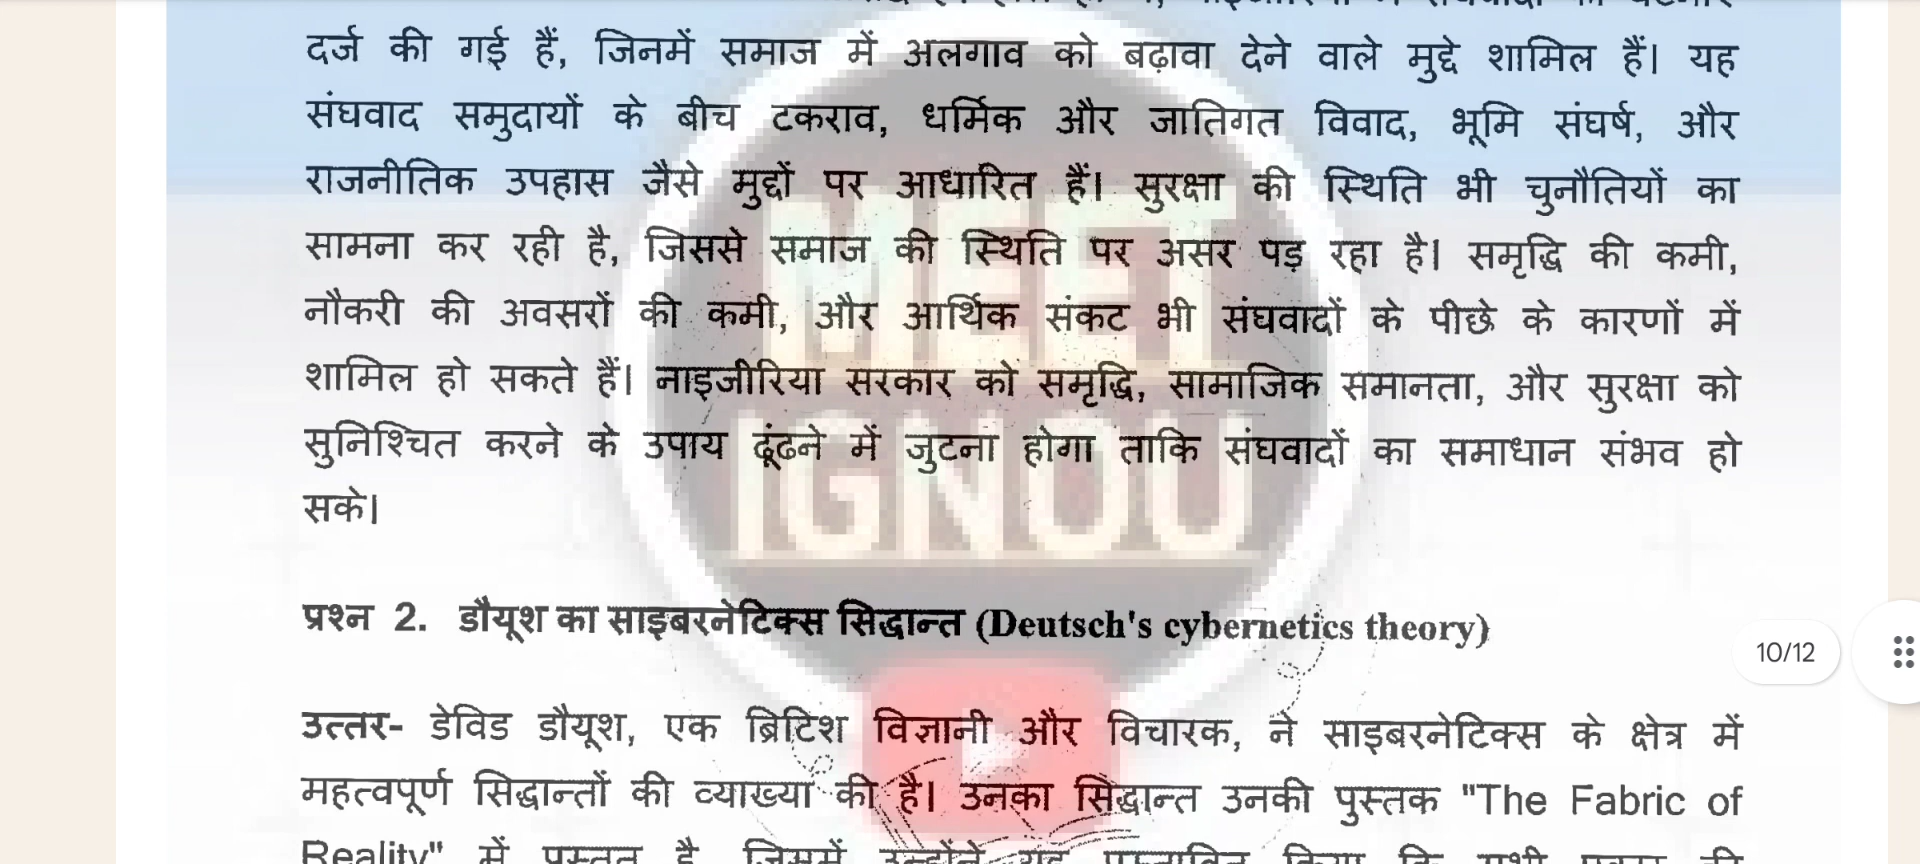 दर्ज की गई हैं, जिनमें समाज में अलगाव को बढ़ावा देने वाले मुद्दे शामिल हैं। यह
संघवाद समुदायों के बीच टकराव, धर्मिक और जातिगत विवाद, भूमि संघर्ष, और
राजनीतिक उपहास जैसे मुद्दों पर आधारित हैं। सुरक्षा की स्थिति भी चुनौतियों का
सामना कर रही है, जिससे समाज की स्थिति पर असर पड़ रहा है। समृद्धि की कमी,
नौकरी की अवसरों की कमी, और आर्थिक संकट भी संघवादों के पीछे के कारणों में
शामिल हो सकते हैं। नाइजीरिया सरकार को समृद्धि, सामाजिक समानता, और सुरक्षा को
सुनिश्चित करने के उपाय ढूंढने में जुटना होगा ताकि संघवादों का समाधान संभव हो
सके।
MEET
IGNOU
प्रश्न 2. डौयूश का साइबरनेटिक्स सिद्धान्त (Deutsch's cybernetics theory)
10/12
उत्तर- डेविड डौयूश, एक ब्रिटिश विज्ञानी और विचारक, ने साइबरनेटिक्स के क्षेत्र में
महत्वपूर्ण सिद्धान्तों की व्याख्या की है। उनका सिद्धान्त उनकी पुस्तक "The Fabric of
Reality" में